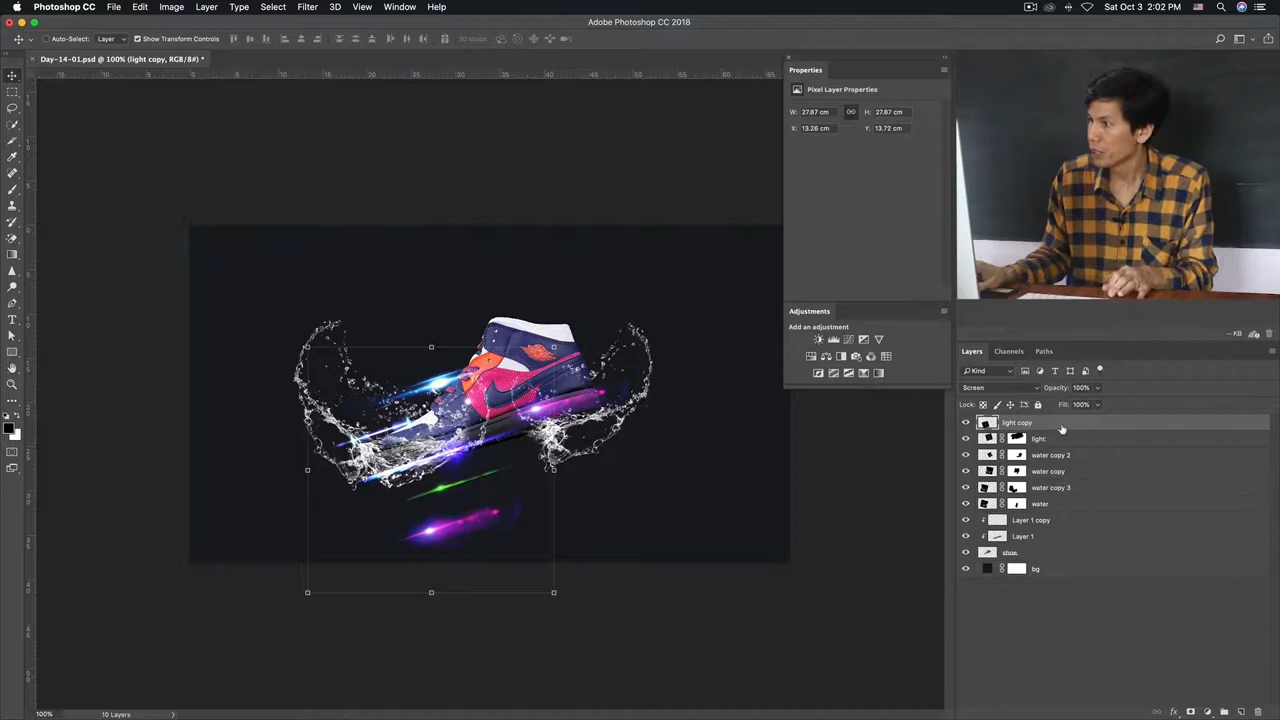 Photoshop CC File Edit Image Layer Type Select Filter 3D View Window Help Sat Oct 3 2:02 PM
Adobe Photoshop CC 2018
Auto-Select: Layer Show Transform Controls 3D Mode:
Day-14-01.psd @ 100% (light copy, RGB/8#) *
Properties
Pixel Layer Properties
W: 27.87 cm H: 27.87 cm
X: 13.26 cm Y: 13.72 cm
Adjustments
Add an adjustment
– KB
Layers Channels Paths
Kind
Screen Opacity: 100%
Lock: Fill: 100%
light copy
light
water copy 2
water copy
water copy 3
water
Layer 1 copy
Layer 1
shoe
bg
100% 10 Layers